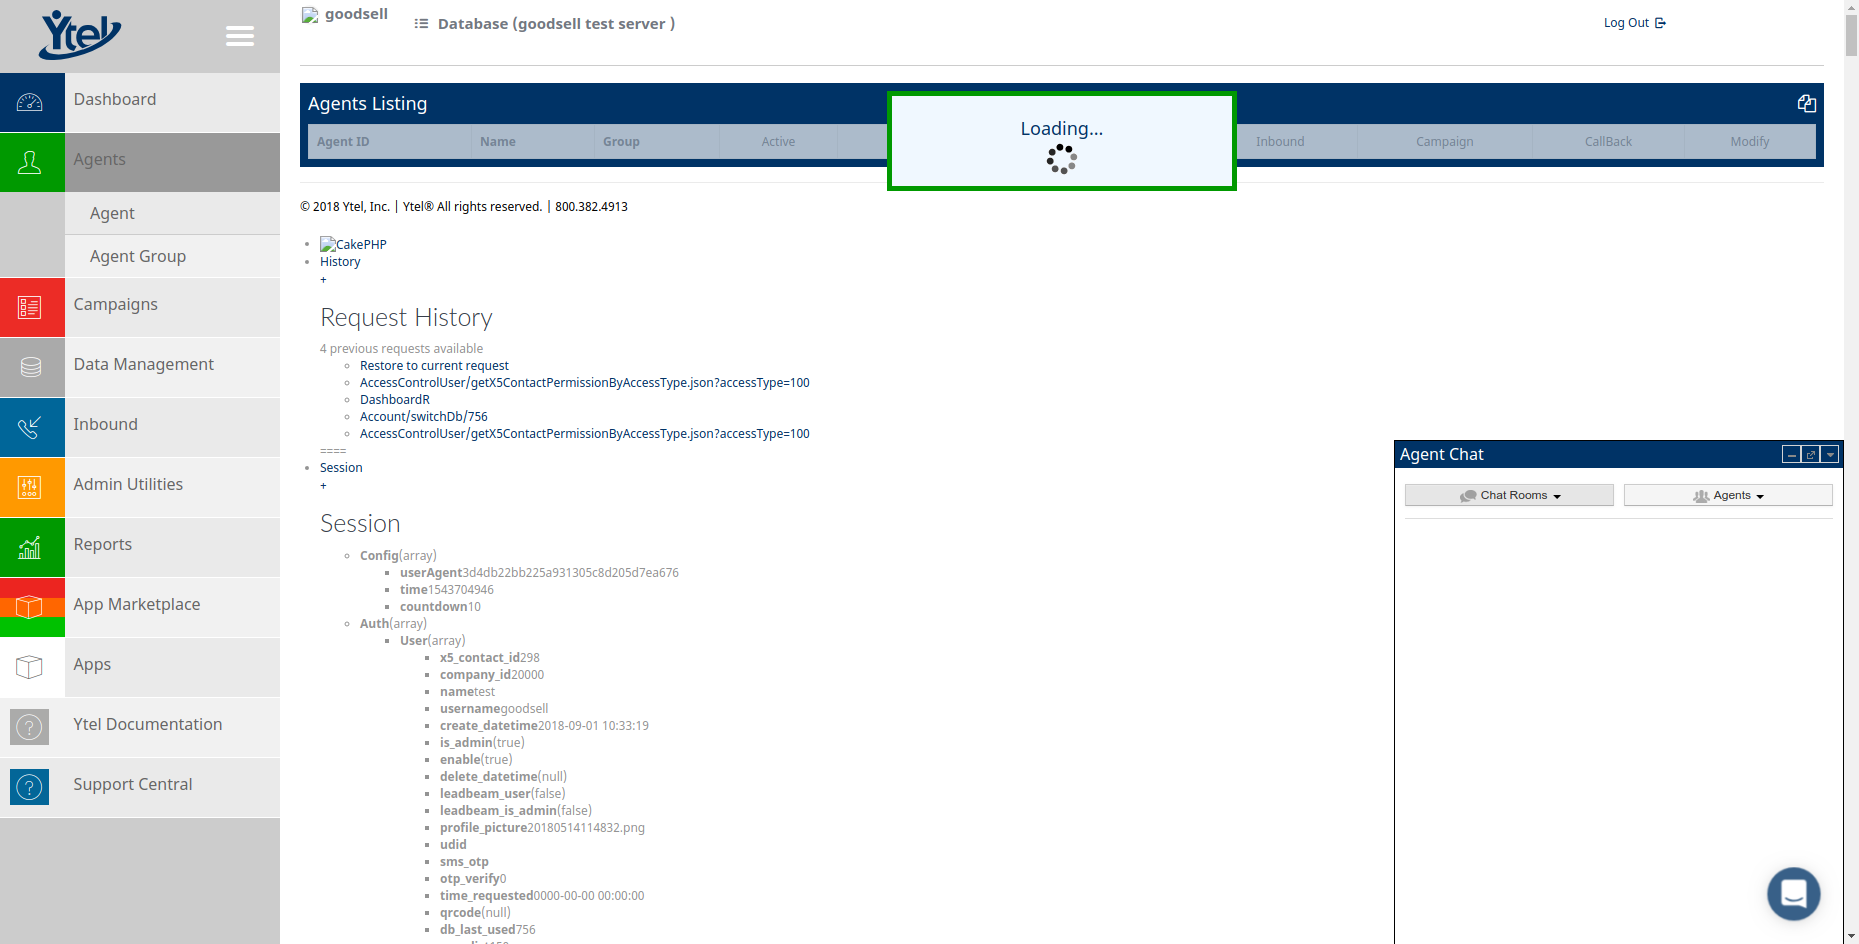 Ytel
Dashboard
Agents
Agent
Agent Group
Campaigns
Data Management
Inbound
Admin Utilities
Reports
App Marketplace
Apps
Ytel Documentation
Support Central
goodsell
Database (goodsell test server )
Log Out
Agents Listing
Agent ID Name Group Active Inbound Campaign CallBack Modify
Loading...
© 2018 Ytel, Inc. | Ytel® All rights reserved. | 800.382.4913
CakePHP
History
+
Request History
4 previous requests available
Restore to current request
AccessControlUser/getX5ContactPermissionByAccessType.json?accessType=100
DashboardR
Account/switchDb/756
AccessControlUser/getX5ContactPermissionByAccessType.json?accessType=100
====
Session
+
Session
Config(array)
userAgent3d4db22bb225a931305c8d205d7ea676
time1543704946
countdown10
Auth(array)
User(array)
x5_contact_id298
company_id20000
nametest
usernamegoodsell
create_datetime2018-09-01 10:33:19
is_admin(true)
enable(true)
delete_datetime(null)
leadbeam_user(false)
leadbeam_is_admin(false)
profile_picture20180514114832.png
udid
sms_otp
otp_verify0
time_requested0000-00-00 00:00:00
qrcode(null)
db_last_used756
Agent Chat
Chat Rooms
Agents